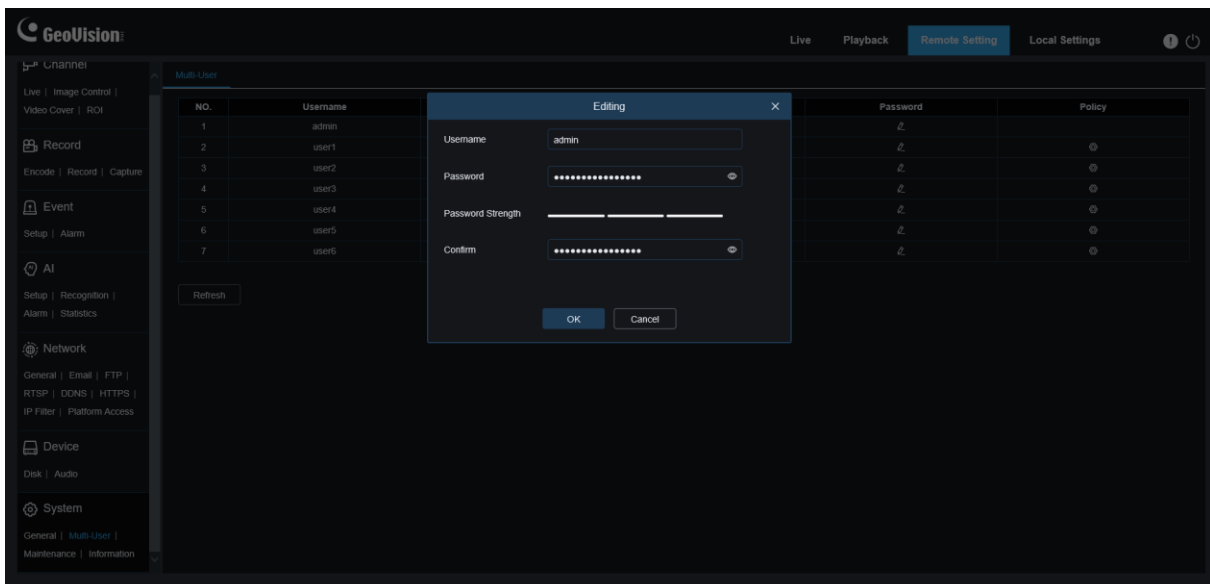 GeoVision
Live Playback Remote Setting Local Settings
Channel
Live | Image Control |
Video Cover | ROI
Record
Encode | Record | Capture
Event
Setup | Alarm
AI
Setup | Recognition |
Alarm | Statistics
Network
General | Email | FTP |
RTSP | DDNS | HTTPS |
IP Filter | Platform Access
Device
Disk | Audio
System
General | Multi-User |
Maintenance | Information
Multi-User
NO. Username Password Policy
1 admin
2 user1
3 user2
4 user3
5 user4
6 user5
7 user6
Refresh
Editing
Username admin
Password ••••••••••••••••
Password Strength
Confirm ••••••••••••••••
OK Cancel